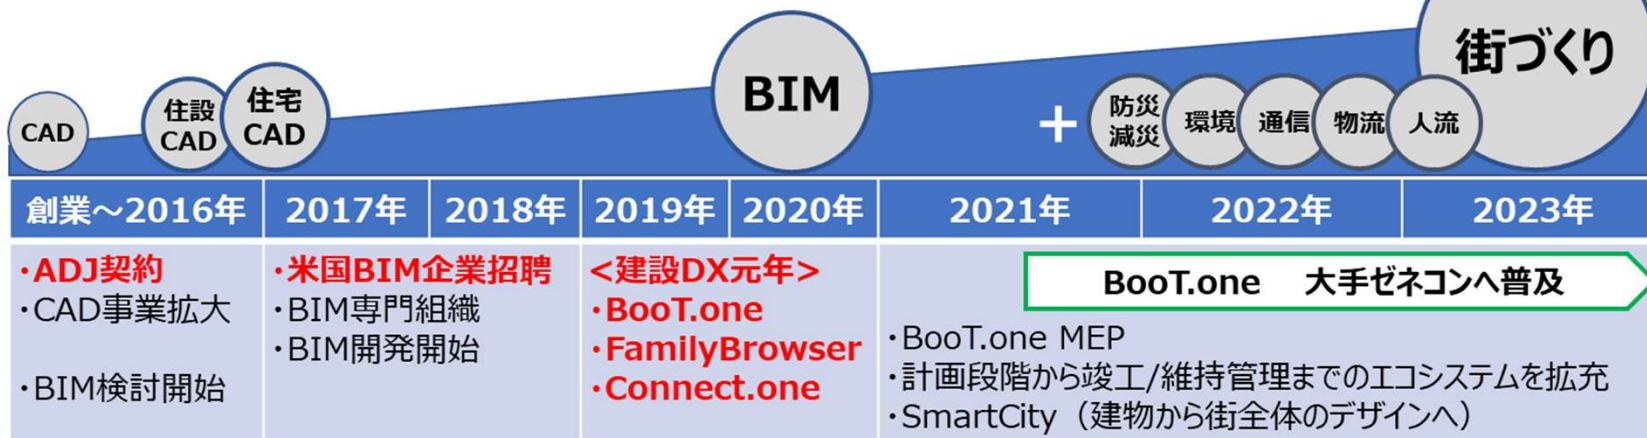 街づくり
BIM
住宅
CAD
住設
CAD
CAD
+
防災
減災
環境
通信
物流
人流
創業～2016年
2017年
2018年
2019年
2020年
2021年
2022年
2023年
・ADJ契約
・CAD事業拡大
・BIM検討開始
・米国BIM企業招聘
・BIM専門組織
・BIM開発開始
<建設DX元年>
・BooT.one
・FamilyBrowser
・Connect.one
BooT.one 大手ゼネコンへ普及
・BooT.one MEP
・計画段階から竣工/維持管理までのエコシステムを拡充
・SmartCity（建物から街全体のデザインへ）